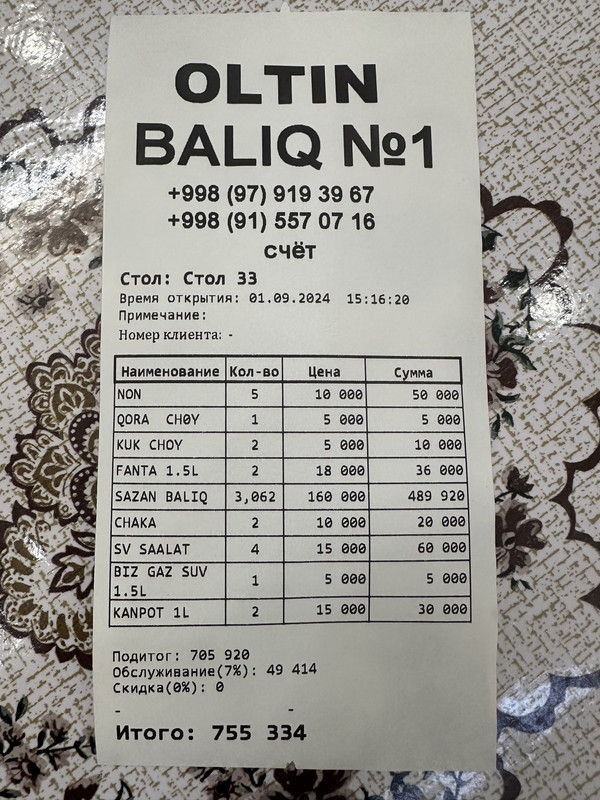 OLTIN
BALIQ №1
+998 (97) 919 39 67
+998 (91) 557 07 16
счёт
Стол: Стол 33
Время открытия: 01.09.2024 15:16:20
Примечание:
Номер клиента: -
Наименование Кол-во Цена Сумма
NON 5 10 000 50 000
QORA CHOY 1 5 000 5 000
KUK CHOY 2 5 000 10 000
FANTA 1.5L 2 18 000 36 000
SAZAN BALIQ 3,062 160 000 489 920
CHAKA 2 10 000 20 000
SV SAALAT 4 15 000 60 000
BIZ GAZ SUV
1.5L 1 5 000 5 000
KANPOT 1L 2 15 000 30 000
Подитог: 705 920
Обслуживание(7%): 49 414
Скидка(0%): 0
- -
Итого: 755 334